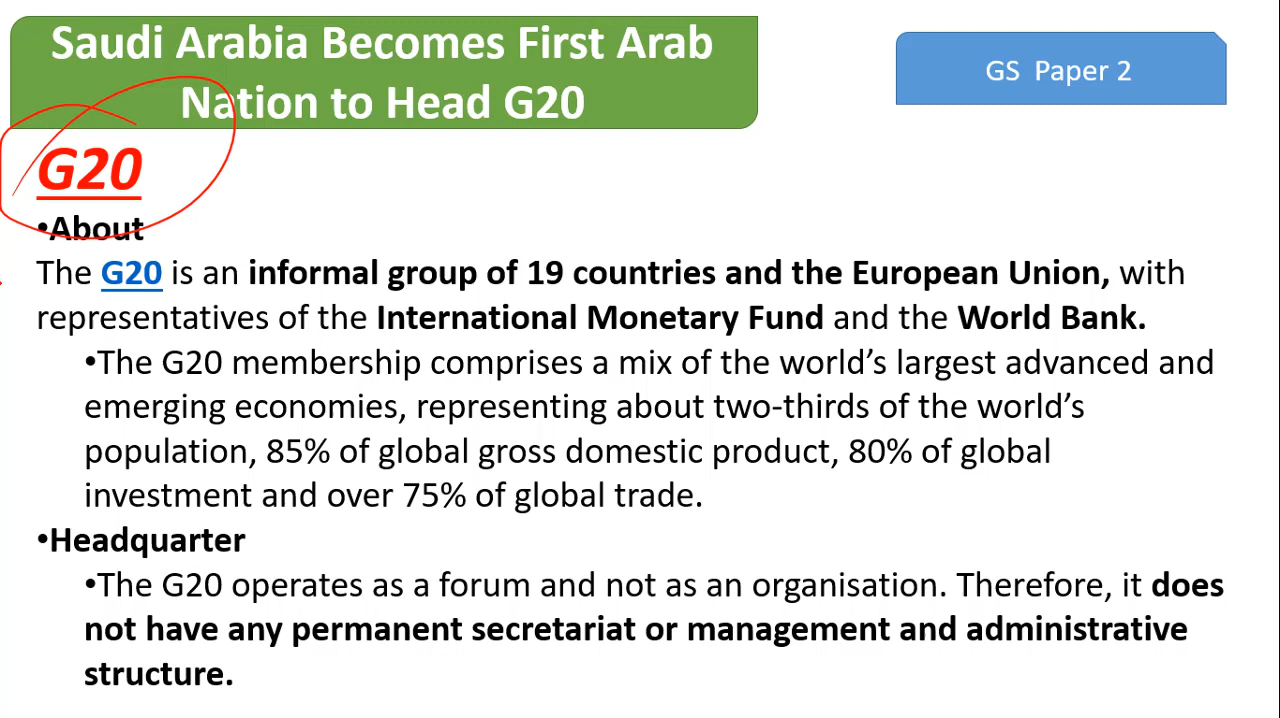 Saudi Arabia Becomes First Arab
Nation to Head G20
GS Paper 2
G20
•About
The G20 is an informal group of 19 countries and the European Union, with
representatives of the International Monetary Fund and the World Bank.
•The G20 membership comprises a mix of the world’s largest advanced and
emerging economies, representing about two-thirds of the world’s
population, 85% of global gross domestic product, 80% of global
investment and over 75% of global trade.
•Headquarter
•The G20 operates as a forum and not as an organisation. Therefore, it does
not have any permanent secretariat or management and administrative
structure.